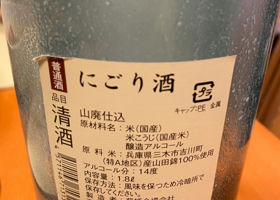 普通酒
にごり酒
プラ
キャップ:PE 金属
品目
清酒
山廃仕込
原材料名:米(国産)
米こうじ(国産米)
醸造アルコール
原料米:兵庫県三木市吉川町
(特A地区)産山田錦100%使用
アルコール分:14度
内容量:1.8ℓ
保存方法:風味を保つため冷暗所で
保存してください。